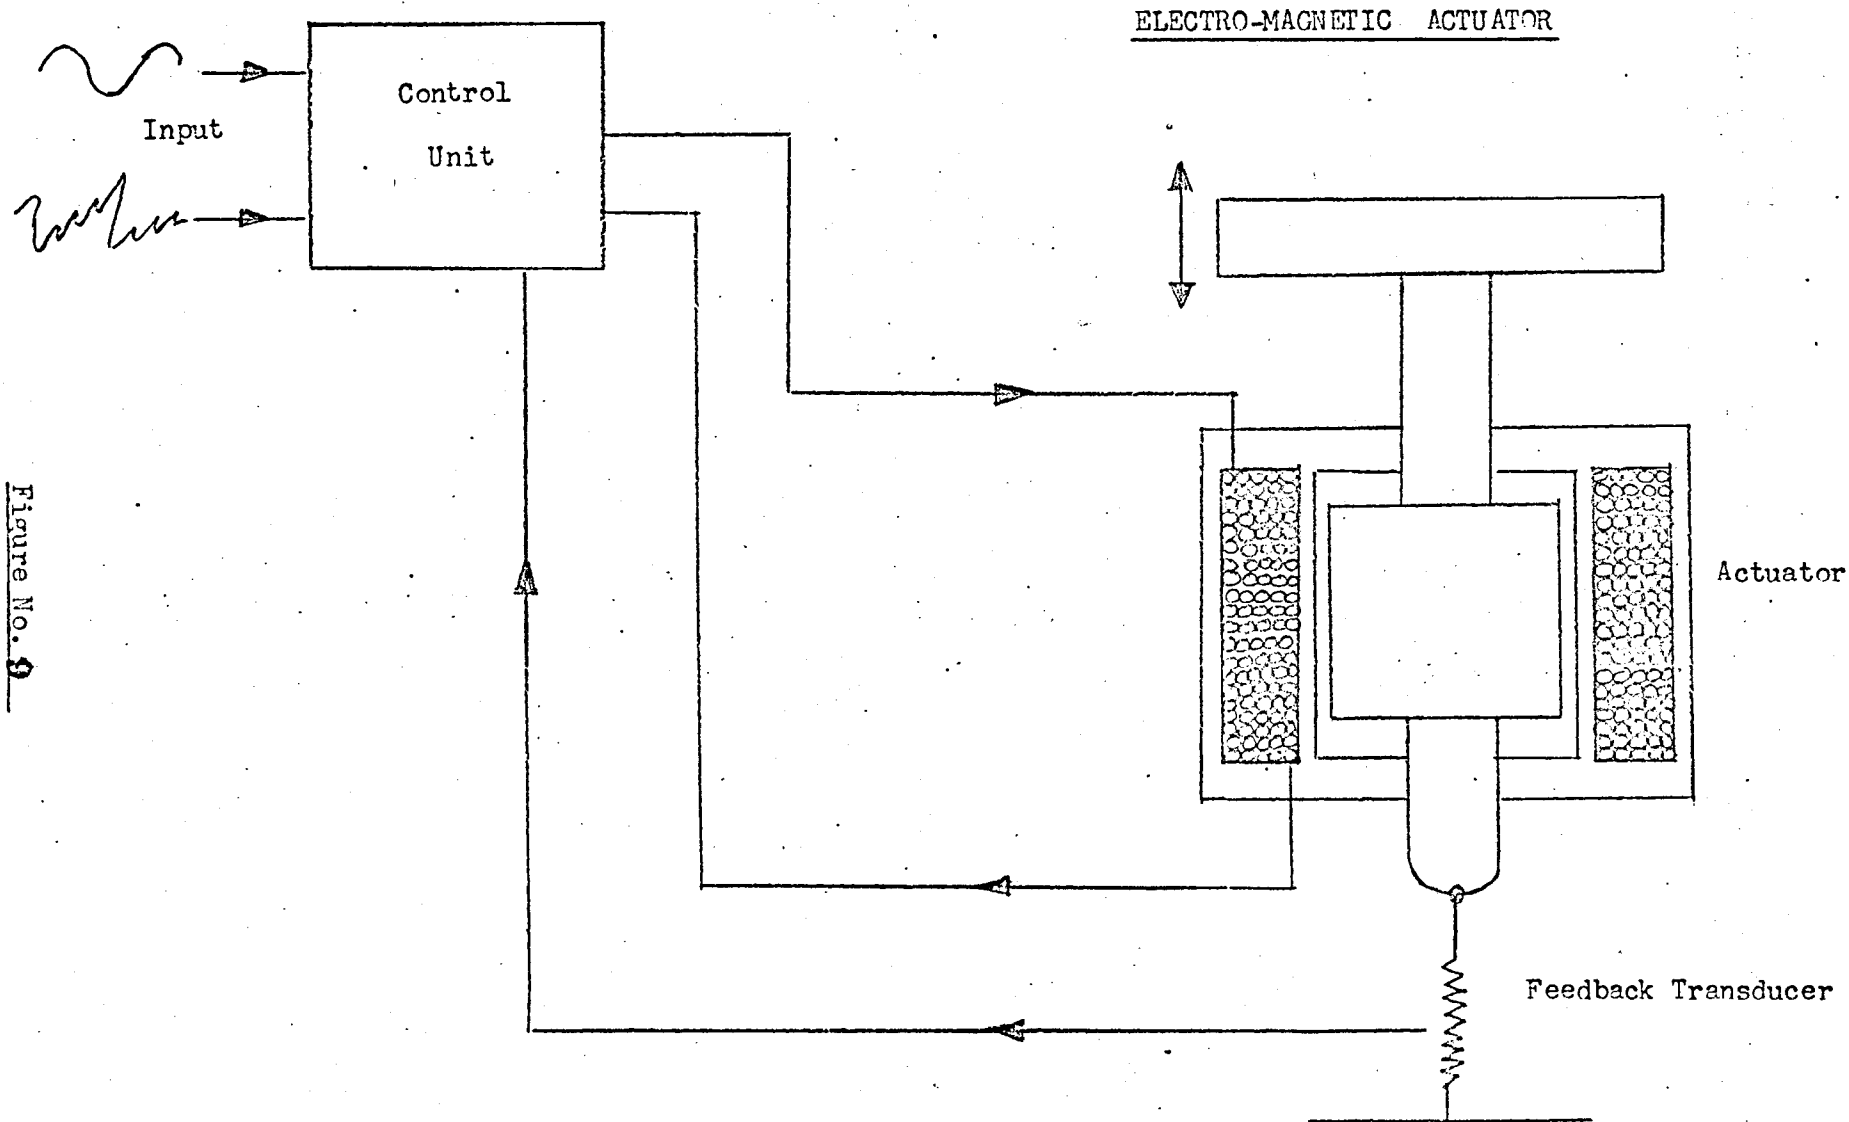 ELECTRO-MAGNETIC ACTUATOR
Control
Unit
Input
Actuator
Feedback Transducer
Figure No. 9